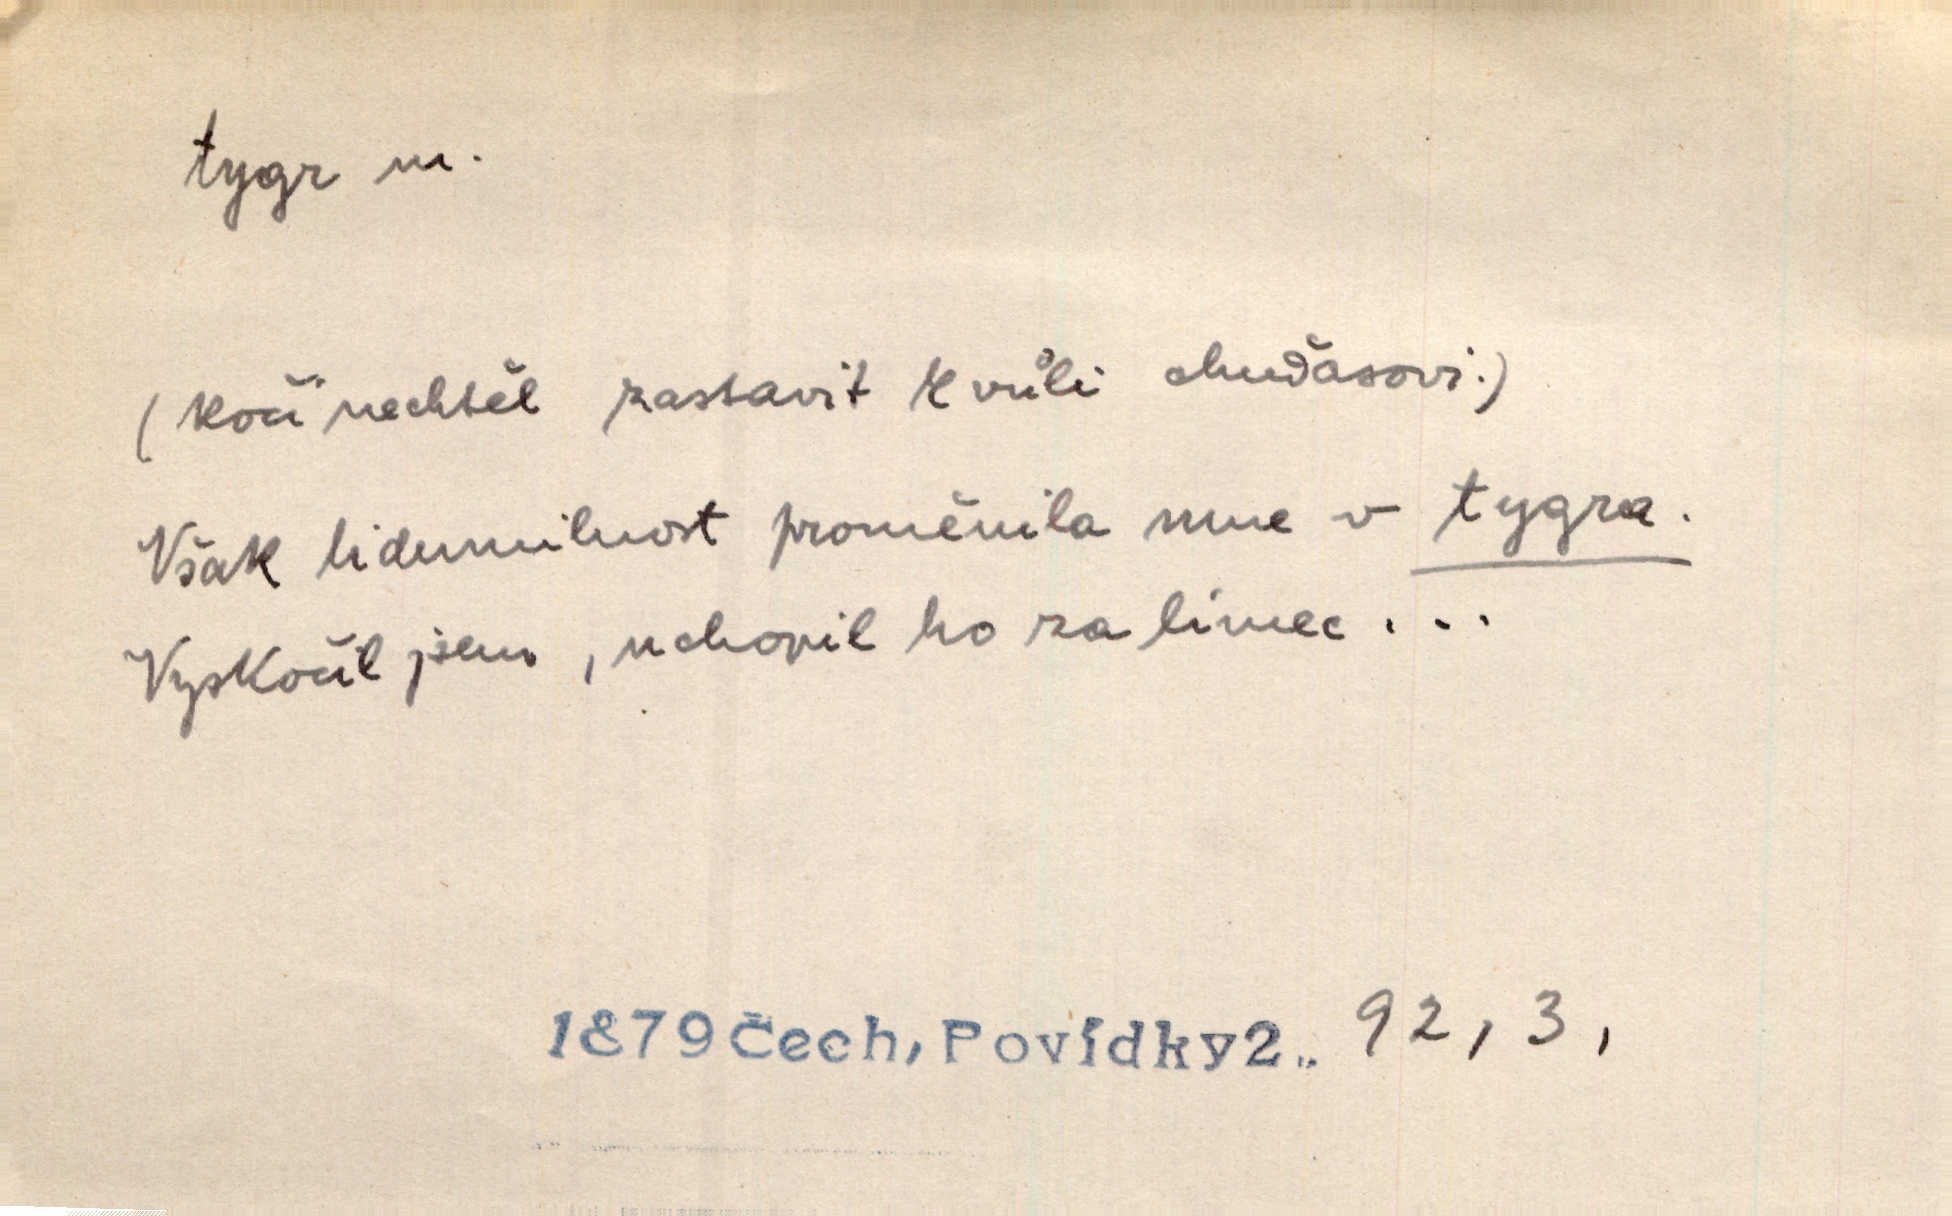 tygr m.
(kočí nechtěl zastavit kvůli chuďasovi.)
Však lidumilnost proměnila mne v tygra.
Vyskočil jsem, uchopil ho za límec...
1879 Čech, Povídky 2.. 92, 3,